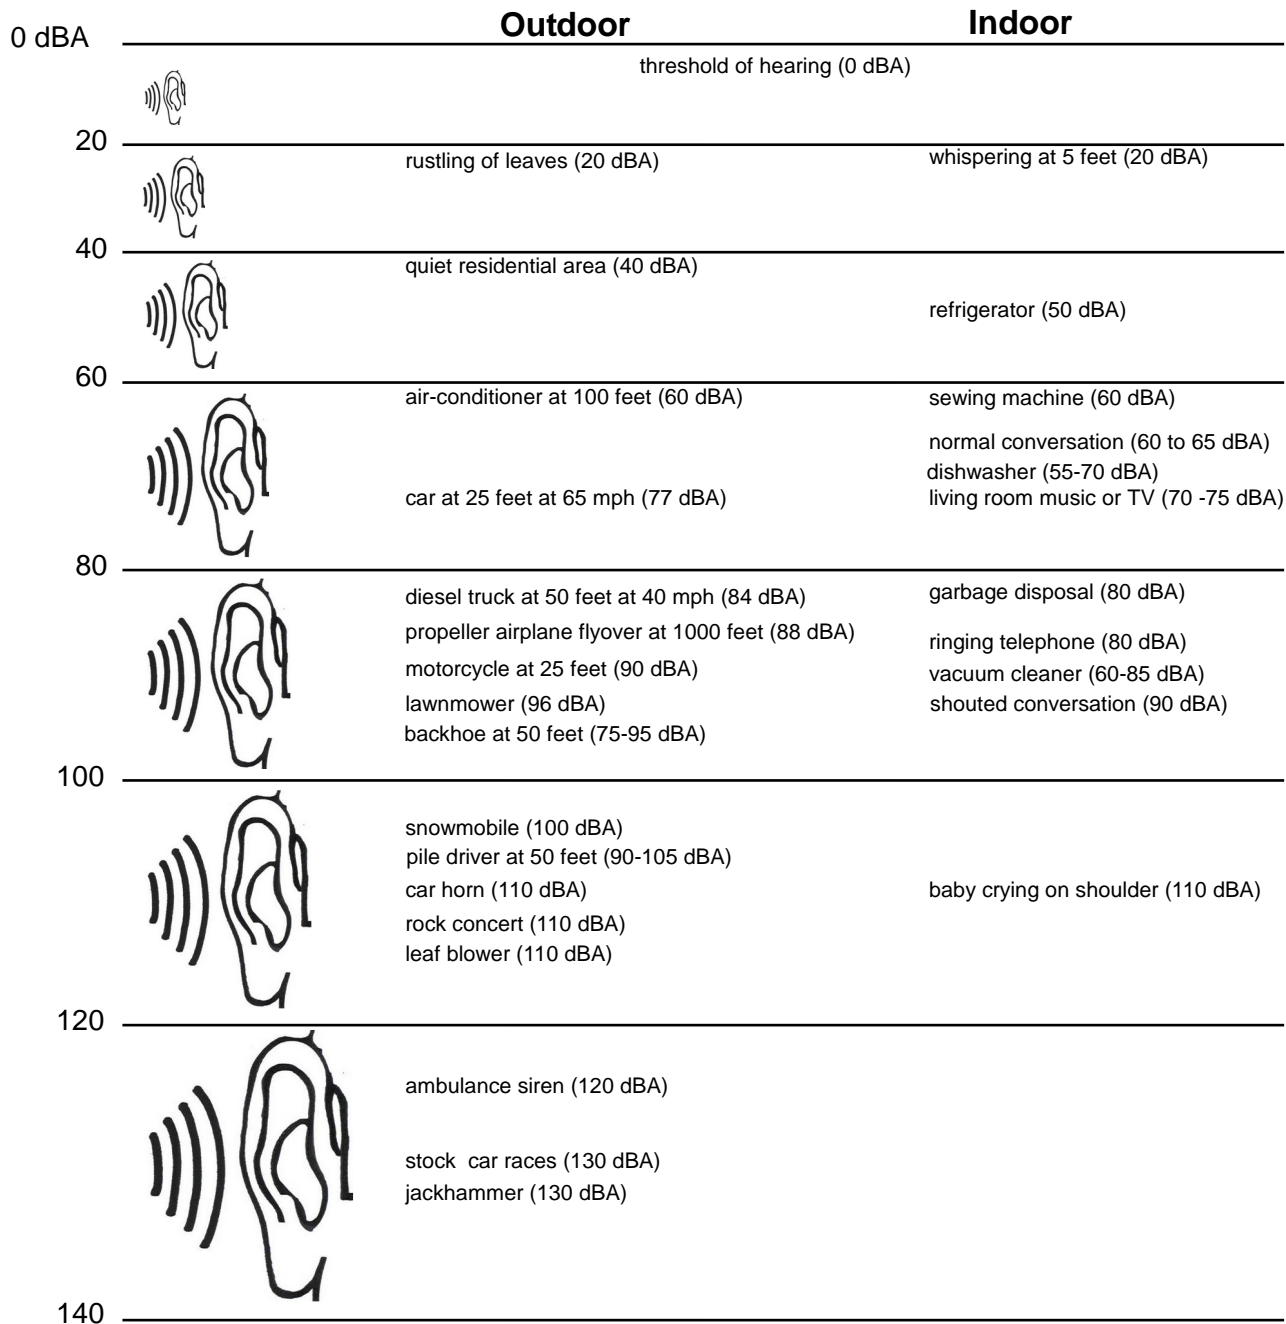 Outdoor Indoor
0 dBA
threshold of hearing (0 dBA)
20
rustling of leaves (20 dBA) whispering at 5 feet (20 dBA)
40
quiet residential area (40 dBA)
refrigerator (50 dBA)
60
air-conditioner at 100 feet (60 dBA) sewing machine (60 dBA)
normal conversation (60 to 65 dBA)
dishwasher (55-70 dBA)
car at 25 feet at 65 mph (77 dBA) living room music or TV (70 -75 dBA)
80
diesel truck at 50 feet at 40 mph (84 dBA) garbage disposal (80 dBA)
propeller airplane flyover at 1000 feet (88 dBA) ringing telephone (80 dBA)
motorcycle at 25 feet (90 dBA) vacuum cleaner (60-85 dBA)
lawnmower (96 dBA) shouted conversation (90 dBA)
backhoe at 50 feet (75-95 dBA)
100
snowmobile (100 dBA)
pile driver at 50 feet (90-105 dBA)
car horn (110 dBA) baby crying on shoulder (110 dBA)
rock concert (110 dBA)
leaf blower (110 dBA)
120
ambulance siren (120 dBA)
stock  car races (130 dBA)
jackhammer (130 dBA)
140